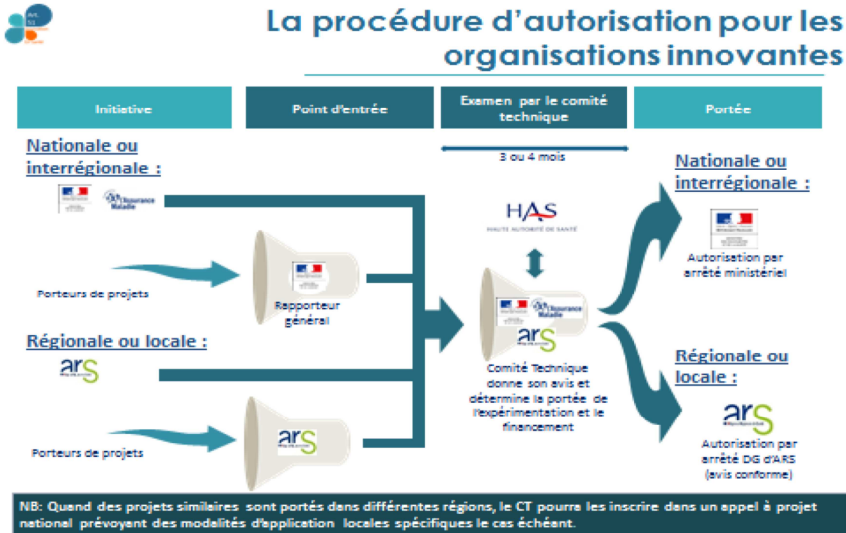 La procédure d'autorisation pour les
organisations innovantes
Initiative
Point d'entrée
Examen par le comité
technique
Portée
Nationale ou
interrégionale :
l'Assurance
Maladie
Porteurs de projets
Rapporteur
général
Régionale ou locale :
ars
Porteurs de projets
ars
3 ou 4 mois
HAS
HAUTE AUTORITÉ DE SANTÉ
l'Assurance
Maladie
ars
Comité Technique
donne son avis et
détermine la portée de
l'expérimentation et le
financement
Nationale ou
interrégionale :
Autorisation par
arrêté ministériel
Régionale ou
locale :
ars
Autorisation par
arrêté DG d'ARS
(avis conforme)
NB: Quand des projets similaires sont portés dans différentes régions, le CT pourra les inscrire dans un appel à projet
national prévoyant des modalités d'application locales spécifiques le cas échéant.